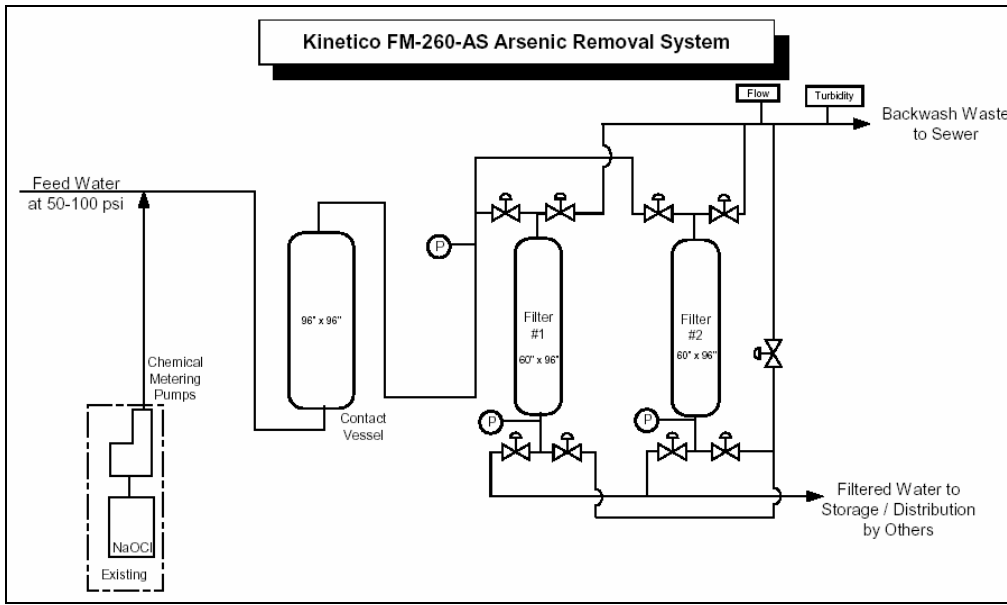 Kinetico FM-260-AS Arsenic Removal System
Flow
Turbidity
Backwash Waste
to Sewer
Feed Water
at 50-100 psi
P
96" x 96"
Filter
#1
60" x 96"
Filter
#2
60" x 96"
Chemical
Metering
Pumps
Contact
Vessel
P
P
NaOCl
Existing
Filtered Water to
Storage / Distribution
by Others